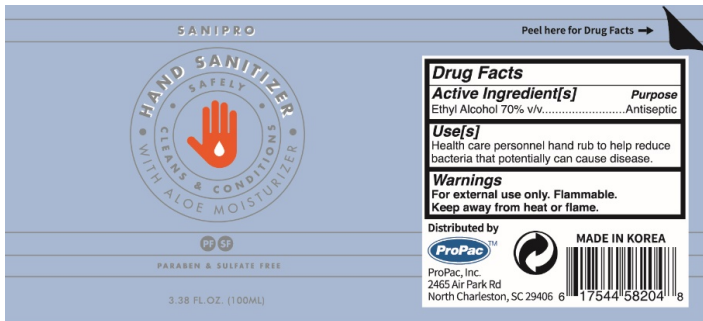 SANIPRO
HAND SANITIZER
SAFELY
CLEANS & CONDITIONS
WITH ALOE MOISTURIZER
PF SF
PARABEN & SULFATE FREE
3.38 FL.OZ. (100ML)
Peel here for Drug Facts
Drug Facts
Active Ingredient[s] Purpose
Ethyl Alcohol 70% v/v.........................Antiseptic
Use[s]
Health care personnel hand rub to help reduce
bacteria that potentially can cause disease.
Warnings
For external use only. Flammable.
Keep away from heat or flame.
Distributed by
ProPac™
ProPac, Inc.
2465 Air Park Rd
North Charleston, SC 29406
MADE IN KOREA
6 17544 58204 8